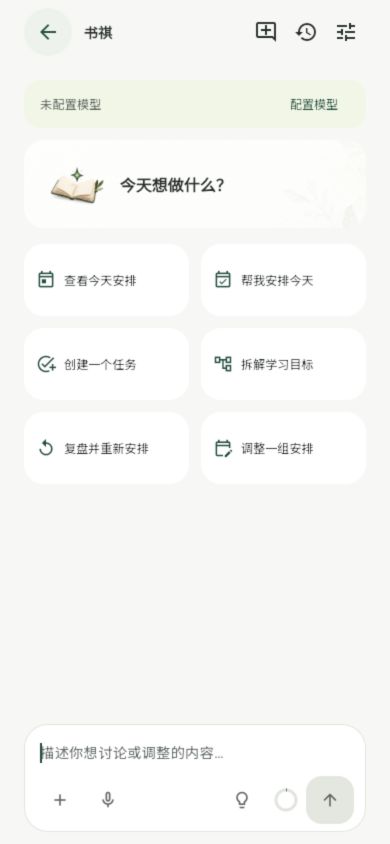 书祺
未配置模型
配置模型
今天想做什么？
查看今天安排
帮我安排今天
创建一个任务
拆解学习目标
复盘并重新安排
调整一组安排
描述你想讨论或调整的内容...